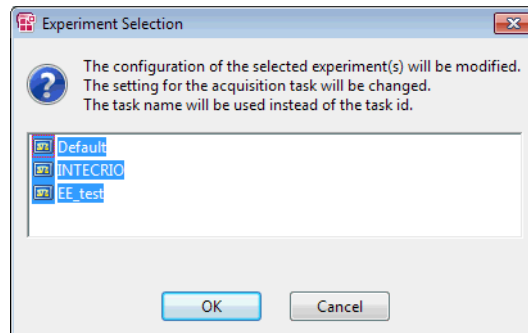 Experiment Selection
The configuration of the selected experiment(s) will be modified.
The setting for the acquisition task will be changed.
The task name will be used instead of the task id.
Default
INTECRIO
EE_test
OK Cancel